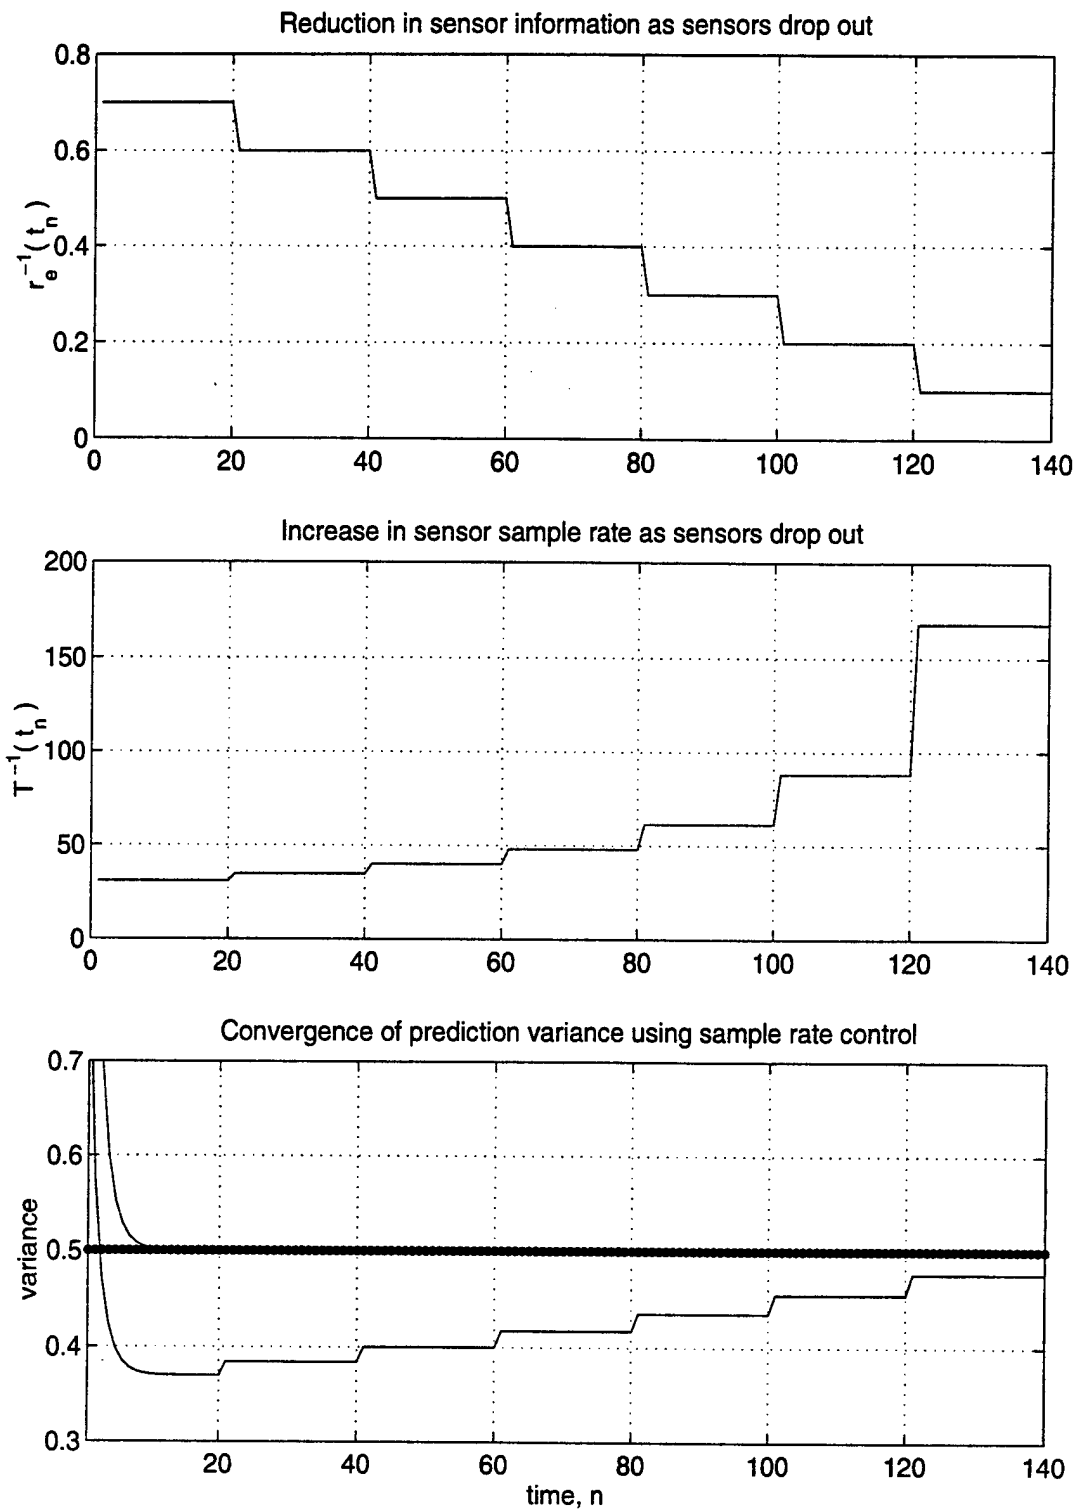 Reduction in sensor information as sensors drop out
0.8
0.6
0.4
0.2
0
r_e^{-1}(t_n)
0 20 40 60 80 100 120 140
Increase in sensor sample rate as sensors drop out
200
150
100
50
0
T^{-1}(t_n)
0 20 40 60 80 100 120 140
Convergence of prediction variance using sample rate control
0.7
0.6
0.5
0.4
0.3
variance
20 40 60 80 100 120 140
time, n